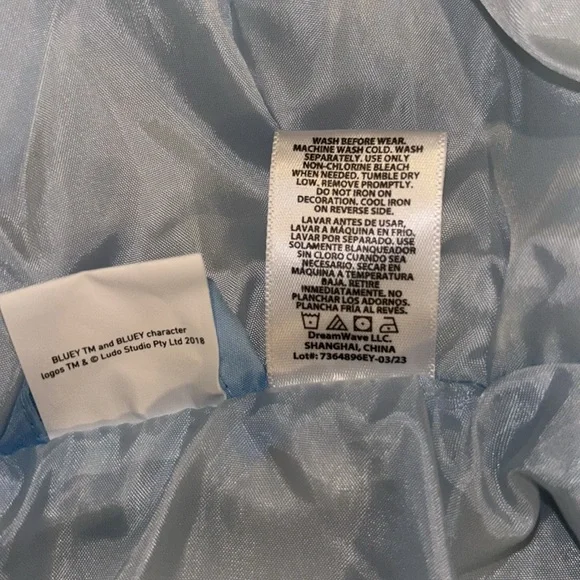 WASH BEFORE WEAR.
MACHINE WASH COLD. WASH
SEPARATELY. USE ONLY
NON-CHLORINE BLEACH
WHEN NEEDED. TUMBLE DRY
LOW. REMOVE PROMPTLY.
DO NOT IRON ON
DECORATION. COOL IRON
ON REVERSE SIDE.
LAVAR ANTES DE USAR,
LAVAR A MÁQUINA EN FRIO.
LAVAR POR SEPARADO. USE
SOLAMENTE BLANQUEADOR
SIN CLORO CUANDO SEA
NECESARIO. SECAR EN
MÁQUINA A TEMPERATURA
BAJA. RETIRE
INMEDIATAMENTE. NO
PLANCHAR LOS ADORNOS.
PLANCHA FRIA AL REVÉS.
DreamWave LLC.
SHANGHAI, CHINA
Lot#: 7364896EY-03/23
BLUEY TM and BLUEY character
logos TM & © Ludo Studio Pty Ltd 2018